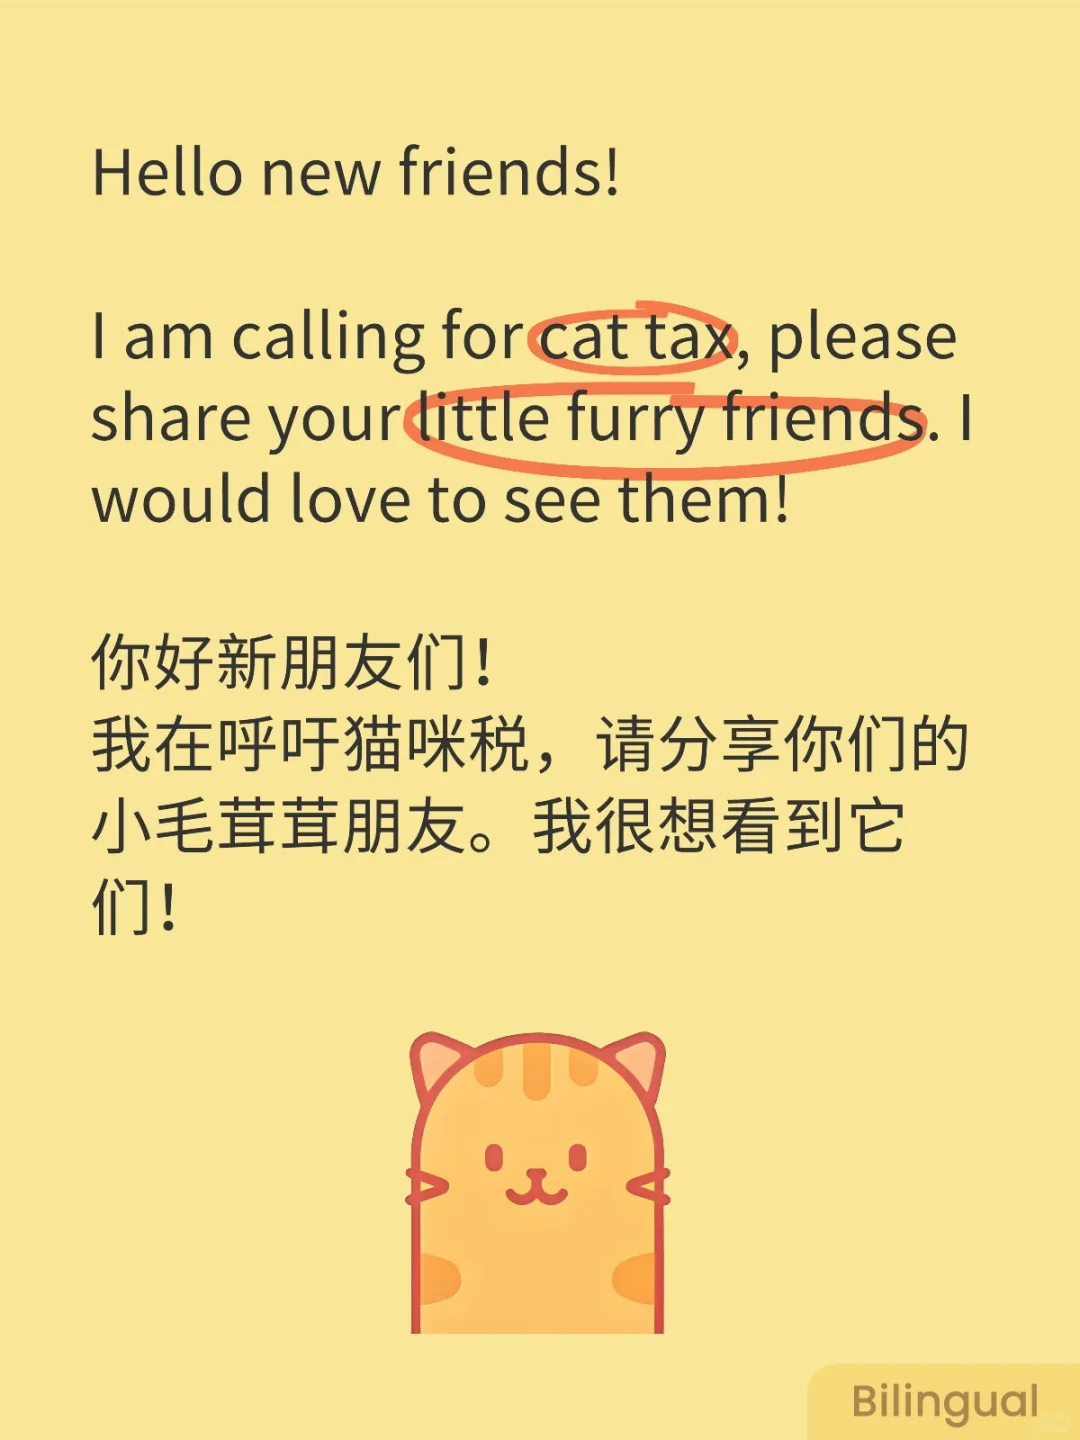 Hello new friends!
I am calling for cat tax, please
share your little furry friends. I
would love to see them!
你好新朋友们！
我在呼吁猫咪税，请分享你们的
小毛茸茸朋友。我很想看到它
们！
Bilingual